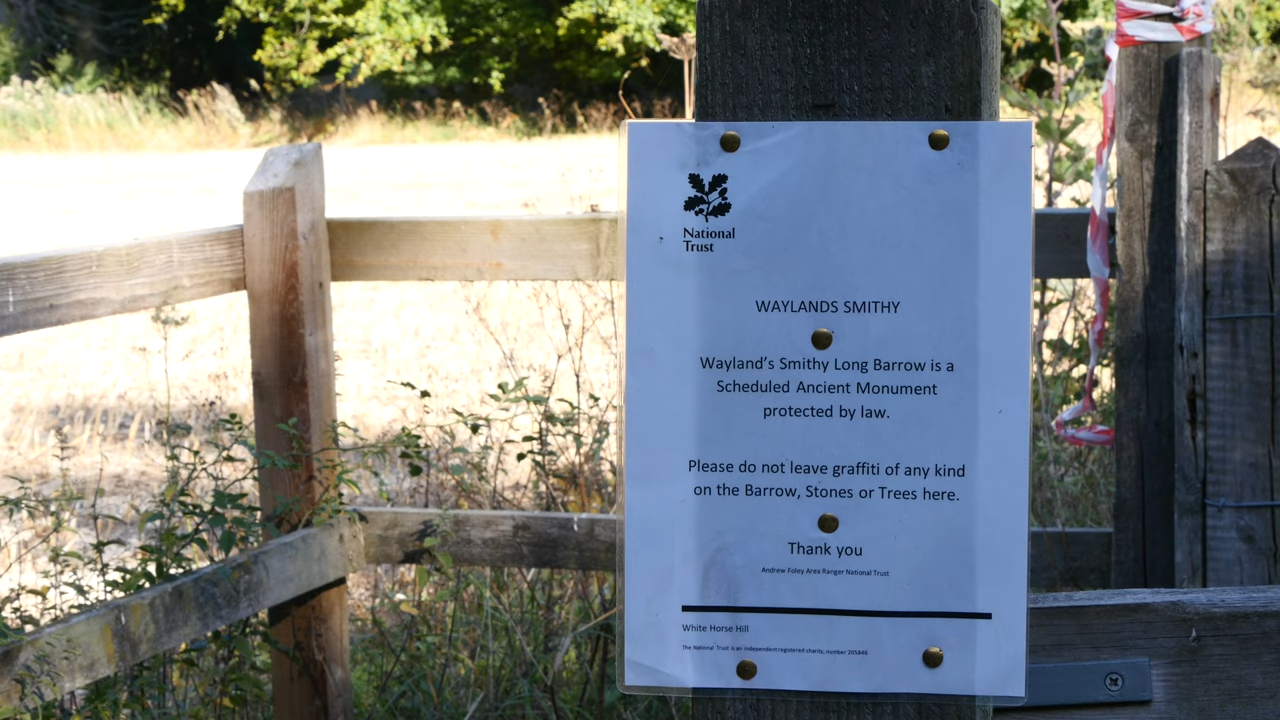 National
Trust
WAYLANDS SMITHY
Wayland's Smithy Long Barrow is a
Scheduled Ancient Monument
protected by law.
Please do not leave graffiti of any kind
on the Barrow, Stones or Trees here.
Thank you
Andrew Foley Area Ranger National Trust
White Horse Hill
The National Trust is an independent registered charity, number 205846